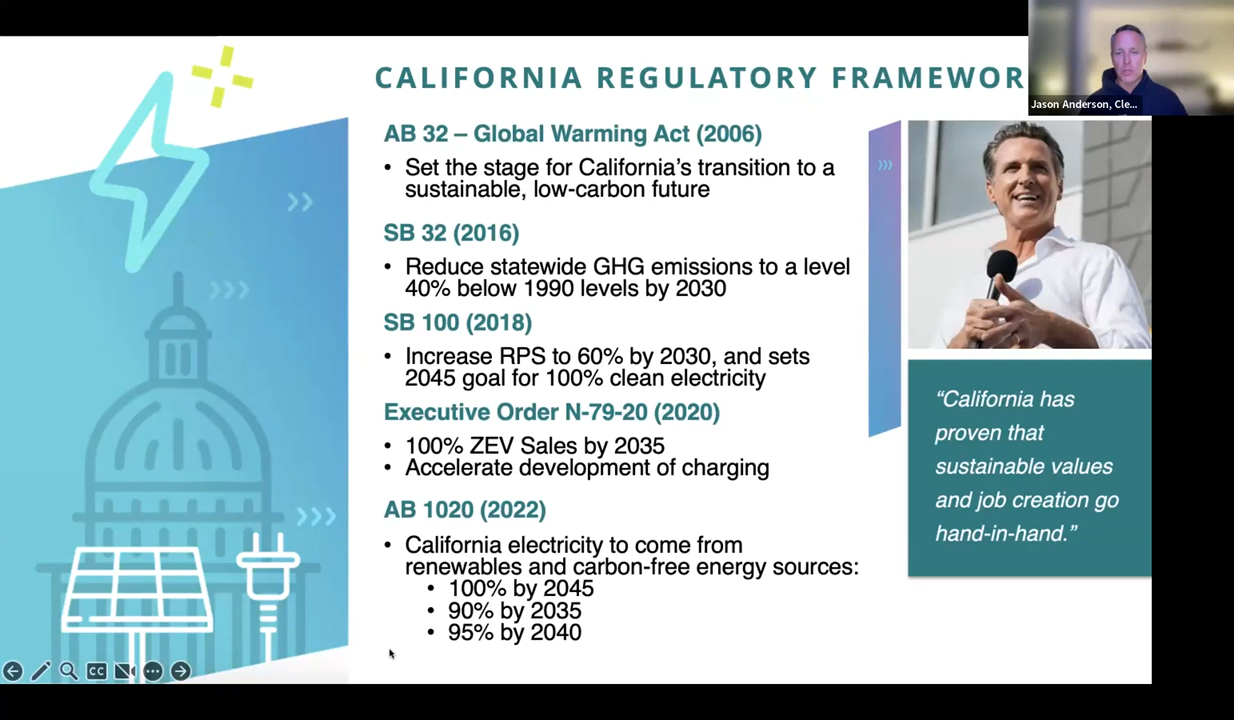 CALIFORNIA REGULATORY FRAMEWOR
Jason Anderson, Cle...
AB 32 – Global Warming Act (2006)
• Set the stage for California's transition to a
sustainable, low-carbon future
SB 32 (2016)
• Reduce statewide GHG emissions to a level
40% below 1990 levels by 2030
SB 100 (2018)
• Increase RPS to 60% by 2030, and sets
2045 goal for 100% clean electricity
Executive Order N-79-20 (2020)
• 100% ZEV Sales by 2035
• Accelerate development of charging
AB 1020 (2022)
• California electricity to come from
renewables and carbon-free energy sources:
• 100% by 2045
• 90% by 2035
• 95% by 2040
“California has
proven that
sustainable values
and job creation go
hand-in-hand.”
CC